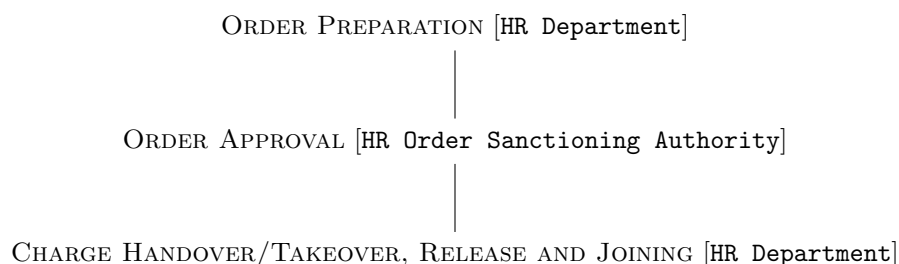 Order Preparation [HR Department]
Order Approval [HR Order Sanctioning Authority]
Charge Handover/Takeover, Release and Joining [HR Department]